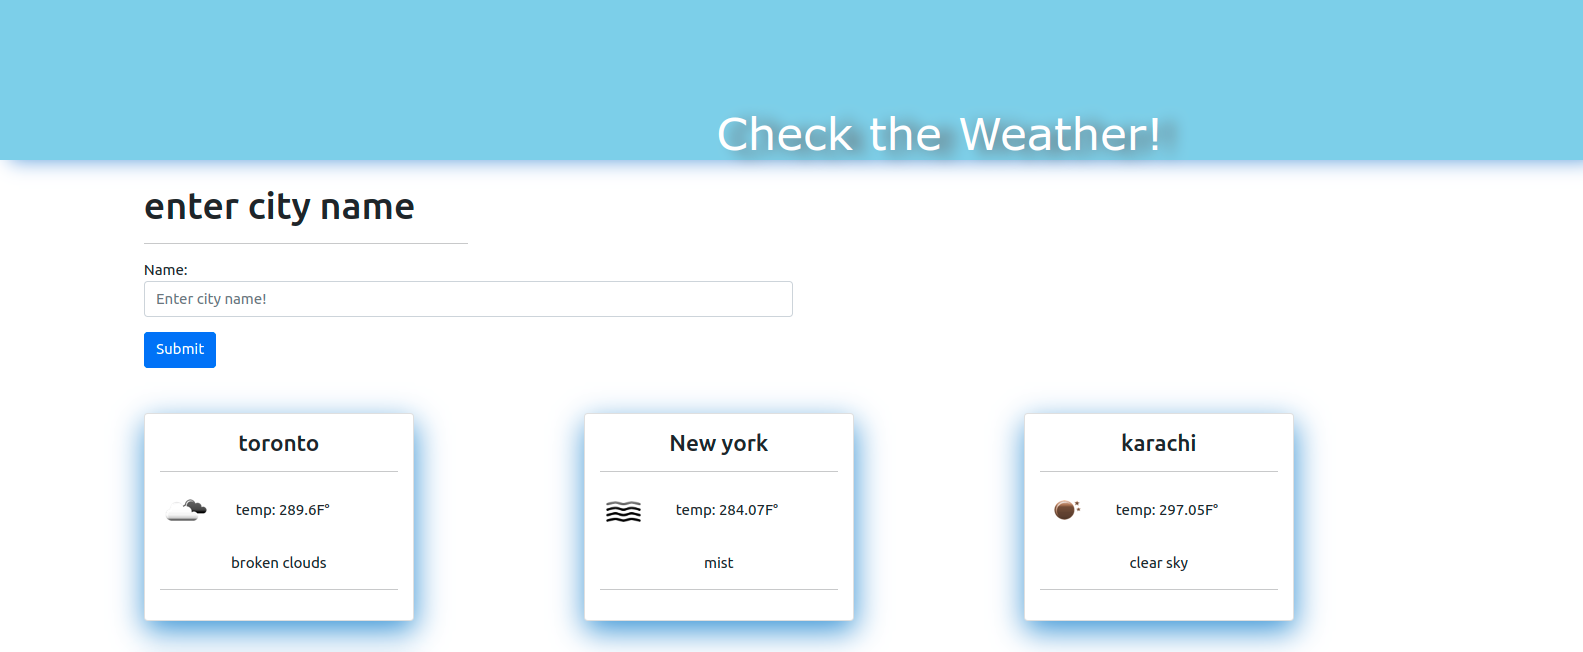 Check the Weather!
enter city name
Name:
Enter city name!
Submit
toronto
temp: 289.6F°
broken clouds
New york
temp: 284.07F°
mist
karachi
temp: 297.05F°
clear sky